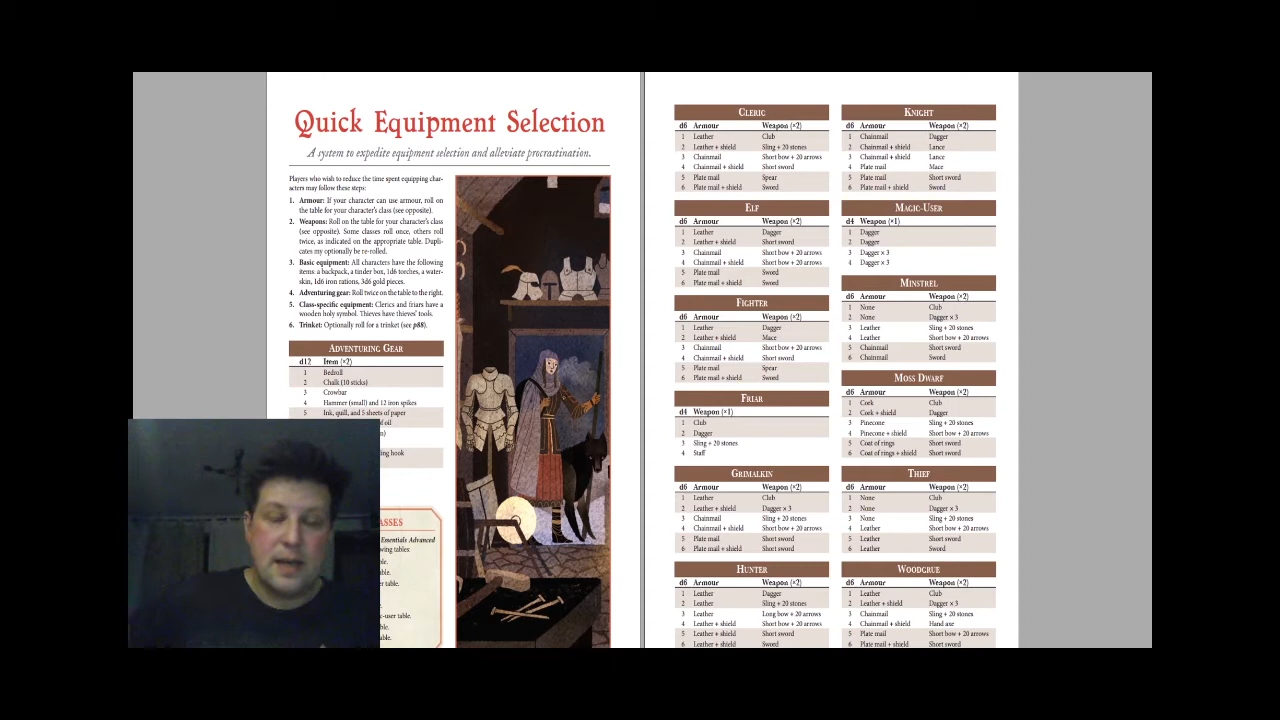 Quick Equipment Selection
A system to expedite equipment selection and alleviate procrastination.
Players who wish to reduce the time spent equipping char-
acters may follow these steps:
1. Armour: If your character can use armour, roll on
the table for your character's class (see opposite).
2. Weapons: Roll on the table for your character's class
(see opposite). Some classes roll once, others roll
twice, as indicated on the appropriate table. Dupli-
cates my optionally be re-rolled.
3. Basic equipment: All characters have the following
items: a backpack, a tinder box, 1d6 torches, a water-
skin, 1d6 iron rations, 3d6 gold pieces.
4. Adventuring gear: Roll twice on the table to the right.
5. Class-specific equipment: Clerics and friars have a
wooden holy symbol. Thieves have thieves' tools.
6. Trinket: Optionally roll for a trinket (see p88).
Adventuring Gear
d12 Item (×2)
1 Bedroll
2 Chalk (10 sticks)
3 Crowbar
4 Hammer (small) and 12 iron spikes
5 Ink, quill, and 5 sheets of paper
of oil
hook
Essentials Advanced
tables:
table.
table.
Cleric
d6 Armour Weapon (×2)
1 Leather Club
2 Leather + shield Sling + 20 stones
3 Chainmail Short bow + 20 arrows
4 Chainmail + shield Short sword
5 Plate mail Spear
6 Plate mail + shield Sword
Elf
d6 Armour Weapon (×2)
1 Leather Dagger
2 Leather + shield Short sword
3 Chainmail Short bow + 20 arrows
4 Chainmail + shield Short bow + 20 arrows
5 Plate mail Sword
6 Plate mail + shield Sword
Fighter
d6 Armour Weapon (×2)
1 Leather Dagger
2 Leather + shield Mace
3 Chainmail Short bow + 20 arrows
4 Chainmail + shield Short sword
5 Plate mail Spear
6 Plate mail + shield Sword
Friar
d4 Weapon (×1)
1 Club
2 Dagger
3 Sling + 20 stones
4 Staff
Grimalkin
d6 Armour Weapon (×2)
1 Leather Club
2 Leather + shield Dagger × 3
3 Chainmail Sling + 20 stones
4 Chainmail + shield Short bow + 20 arrows
5 Plate mail Short sword
6 Plate mail + shield Short sword
Hunter
d6 Armour Weapon (×2)
1 Leather Dagger
2 Leather Sling + 20 stones
3 Leather Long bow + 20 arrows
4 Leather + shield Short bow + 20 arrows
5 Leather + shield Short sword
6 Leather + shield Sword
Knight
d6 Armour Weapon (×2)
1 Chainmail Dagger
2 Chainmail + shield Lance
3 Chainmail + shield Lance
4 Plate mail Mace
5 Plate mail Short sword
6 Plate mail + shield Sword
Magic-User
d4 Weapon (×1)
1 Dagger
2 Dagger
3 Dagger × 3
4 Dagger × 3
Minstrel
d6 Armour Weapon (×2)
1 None Club
2 None Dagger × 3
3 Leather Sling + 20 stones
4 Leather Short bow + 20 arrows
5 Chainmail Short sword
6 Chainmail Sword
Moss Dwarf
d6 Armour Weapon (×2)
1 Cork Club
2 Cork + shield Dagger
3 Pinecone Sling + 20 stones
4 Pinecone + shield Short bow + 20 arrows
5 Coat of rings Short sword
6 Coat of rings + shield Short sword
Thief
d6 Armour Weapon (×2)
1 None Club
2 None Dagger × 3
3 None Sling + 20 stones
4 Leather Short bow + 20 arrows
5 Leather Short sword
6 Leather Sword
Woodgrue
d6 Armour Weapon (×2)
1 Leather Club
2 Leather + shield Dagger × 3
3 Chainmail Sling + 20 stones
4 Chainmail + shield Hand axe
5 Plate mail Short bow + 20 arrows
6 Plate mail + shield Short sword